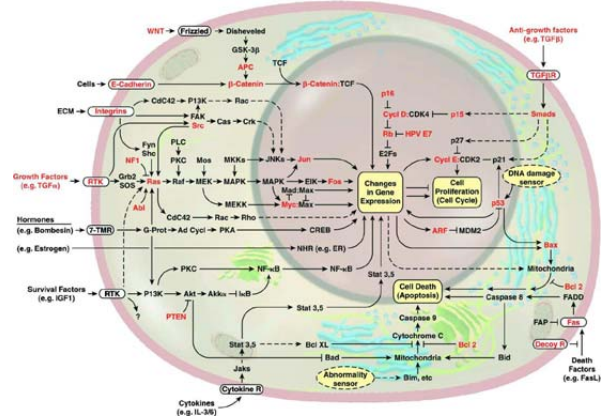 WNT Frizzled Disheveled
GSK-3β
APC
Cells E-Cadherin β-Catenin β-Catenin:TCF
TCF
CdC42 P13K Rac
ECM Integrins FAK
Src Cas Crk
Fyn
Shc
PLC
NF1
PKC Mos MKKs JNKs Jun
Growth Factors
(e.g. TGFα)
RTK Grb2
SOS
Ras Raf MEK MAPK MAPK ElK Fos
Abl
MEKK
Mad:Max
Myc:Max
CdC42 Rac Rho
Hormones
(e.g. Bombesin)
7-TMR G-Prot Ad Cycl PKA CREB
(e.g. Estrogen) NHR (e.g. ER)
PKC NF-κB NF-κB
Survival Factors
(e.g. IGF1)
RTK P13K Akt Akkα IκB
?
PTEN
Stat 3,5
Stat 3,5
Stat 3,5 Bcl XL
Jaks
Cytokine R
Cytokines
(e.g. IL-3/6)
Bad
Abnormality
sensor
Bim, etc
Mitochondria
Cytochrome C
Caspase 9
Bcl 2
Cell Death
(Apoptosis)
Changes
in Gene
Expression
Cell
Proliferation
(Cell Cycle)
Anti-growth factors
(e.g. TGFβ)
TGFβR
Smads
p16
Cycl D:CDK4 p15
Rb HPV E7
E2Fs
p27
Cycl E:CDK2 p21
DNA damage
sensor
p53
ARF MDM2
Bax
Mitochondria
Bcl 2
Caspase 8 FADD
FAP Fas
Decoy R
Bid
Death
Factors
(e.g. FasL)